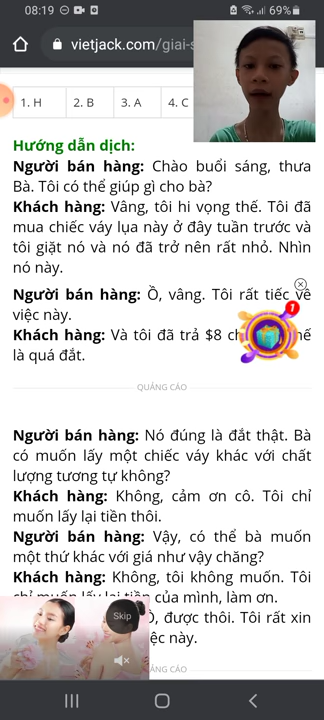 08:19
69%
vietjack.com/giai-s
1. H 2. B 3. A 4. C
Hướng dẫn dịch:
Người bán hàng: Chào buổi sáng, thưa
Bà. Tôi có thể giúp gì cho bà?
Khách hàng: Vâng, tôi hi vọng thế. Tôi đã
mua chiếc váy lụa này ở đây tuần trước và
tôi giặt nó và nó đã trở nên rất nhỏ. Nhìn
nó này.
Người bán hàng: Ồ, vâng. Tôi rất tiếc về
việc này.
1
Khách hàng: Và tôi đã trả $8
là quá đắt.
QUẢNG CÁO
Người bán hàng: Nó đúng là đắt thật. Bà
có muốn lấy một chiếc váy khác với chất
lượng tương tự không?
Khách hàng: Không, cảm ơn cô. Tôi chỉ
muốn lấy lại tiền thôi.
Người bán hàng: Vậy, có thể bà muốn
một thứ khác với giá như vậy chăng?
Khách hàng: Không, tôi không muốn. Tôi
của mình, làm ơn.
Skip
được thôi. Tôi rất xin
này.